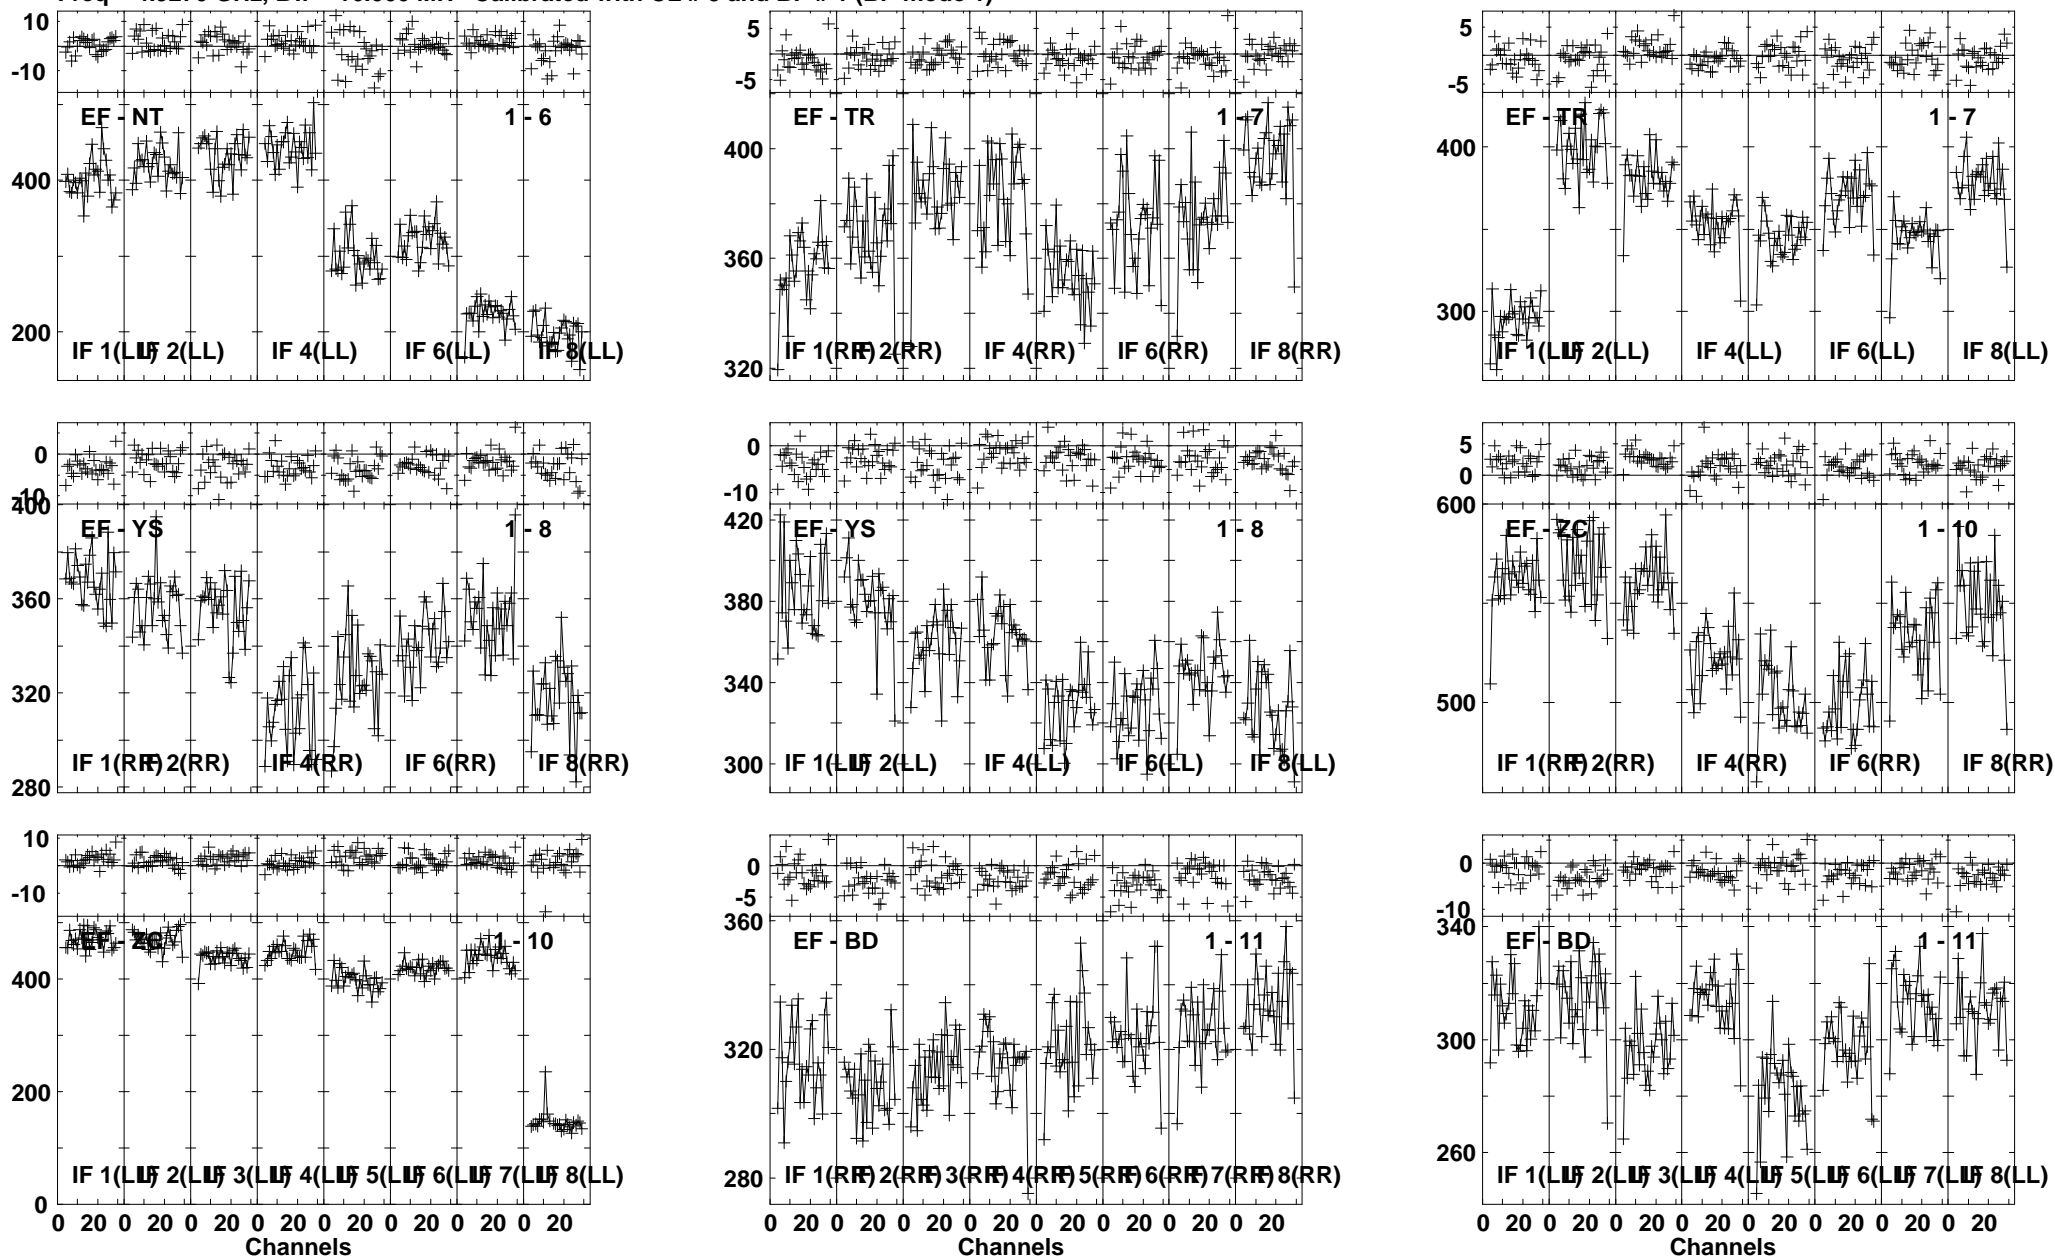 10
-10
EF - NT
1 - 6
400
200
IF 1(LL) IF 2(LL) IF 4(LL) IF 6(LL) IF 8(LL)
5
-5
EF - TR
1 - 7
400
360
320
IF 1(RR) IF 2(RR) IF 4(RR) IF 6(RR) IF 8(RR)
5
-5
EF - TR
1 - 7
400
300
IF 1(LL) IF 2(LL) IF 4(LL) IF 6(LL) IF 8(LL)
0
-10
400
EF - YS
1 - 8
360
320
280
IF 1(RR) IF 2(RR) IF 4(RR) IF 6(RR) IF 8(RR)
0
-10
420
EF - YS
1 - 8
380
340
300
IF 1(LL) IF 2(LL) IF 4(LL) IF 6(LL) IF 8(LL)
5
0
600
EF - ZC
1 - 10
500
IF 1(RR) IF 2(RR) IF 4(RR) IF 6(RR) IF 8(RR)
10
-10
EF - ZC
1 - 10
400
200
0
IF 1(LL) IF 2(LL) IF 3(LL) IF 4(LL) IF 5(LL) IF 6(LL) IF 7(LL) IF 8(LL)
0 20 0 20 0 20 0 20 0 20 0 20 0 20 0 20
Channels
0
-5
360
EF - BD
1 - 11
320
280
IF 1(RR) IF 2(RR) IF 3(RR) IF 4(RR) IF 5(RR) IF 6(RR) IF 7(RR) IF 8(RR)
0 20 0 20 0 20 0 20 0 20 0 20 0 20 0 20
Channels
0
-10
340
EF - BD
1 - 11
300
260
IF 1(LL) IF 2(LL) IF 3(LL) IF 4(LL) IF 5(LL) IF 6(LL) IF 7(LL) IF 8(LL)
0 20 0 20 0 20 0 20 0 20 0 20 0 20 0 20
Channels